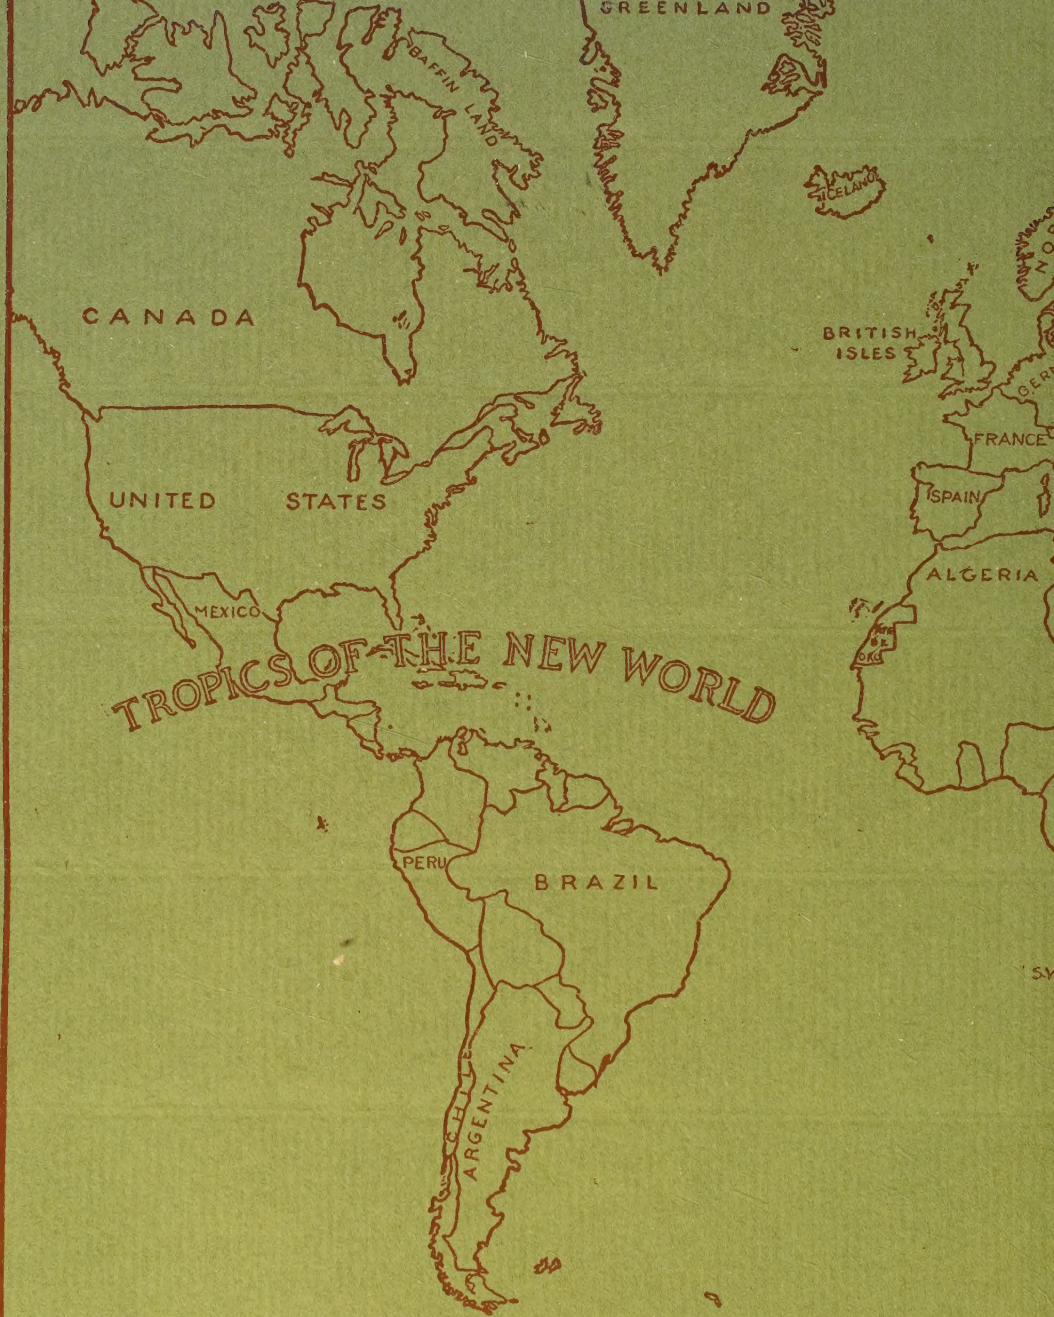 GREENLAND
BAFFIN LAND
ICELAND
CANADA
BRITISH
ISLES
FRANCE
UNITED STATES
SPAIN
ALGERIA
MEXICO
TROPICS OF THE NEW WORLD
PERU
BRAZIL
CHILE
ARGENTINA